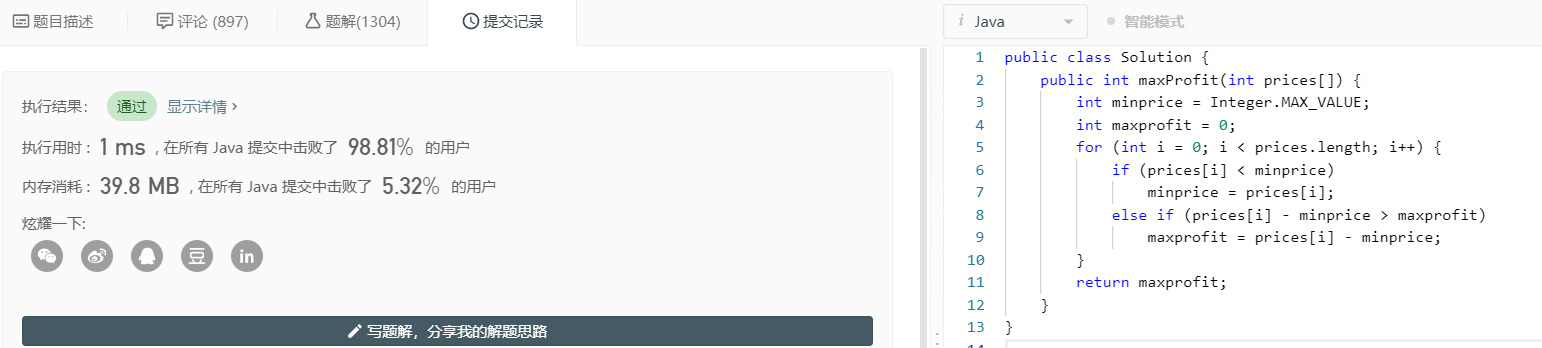 题目描述
评论 (897)
题解(1304)
提交记录
执行结果：
通过
显示详情 ›
执行用时 : 1 ms , 在所有 Java 提交中击败了 98.81% 的用户
内存消耗 : 39.8 MB , 在所有 Java 提交中击败了 5.32% 的用户
炫耀一下:
豆
in
写题解，分享我的解题思路
i Java
智能模式
1 public class Solution {
2 public int maxProfit(int prices[]) {
3 int minprice = Integer.MAX_VALUE;
4 int maxprofit = 0;
5 for (int i = 0; i < prices.length; i++) {
6 if (prices[i] < minprice)
7 minprice = prices[i];
8 else if (prices[i] - minprice > maxprofit)
9 maxprofit = prices[i] - minprice;
10 }
11 return maxprofit;
12 }
13 }
14